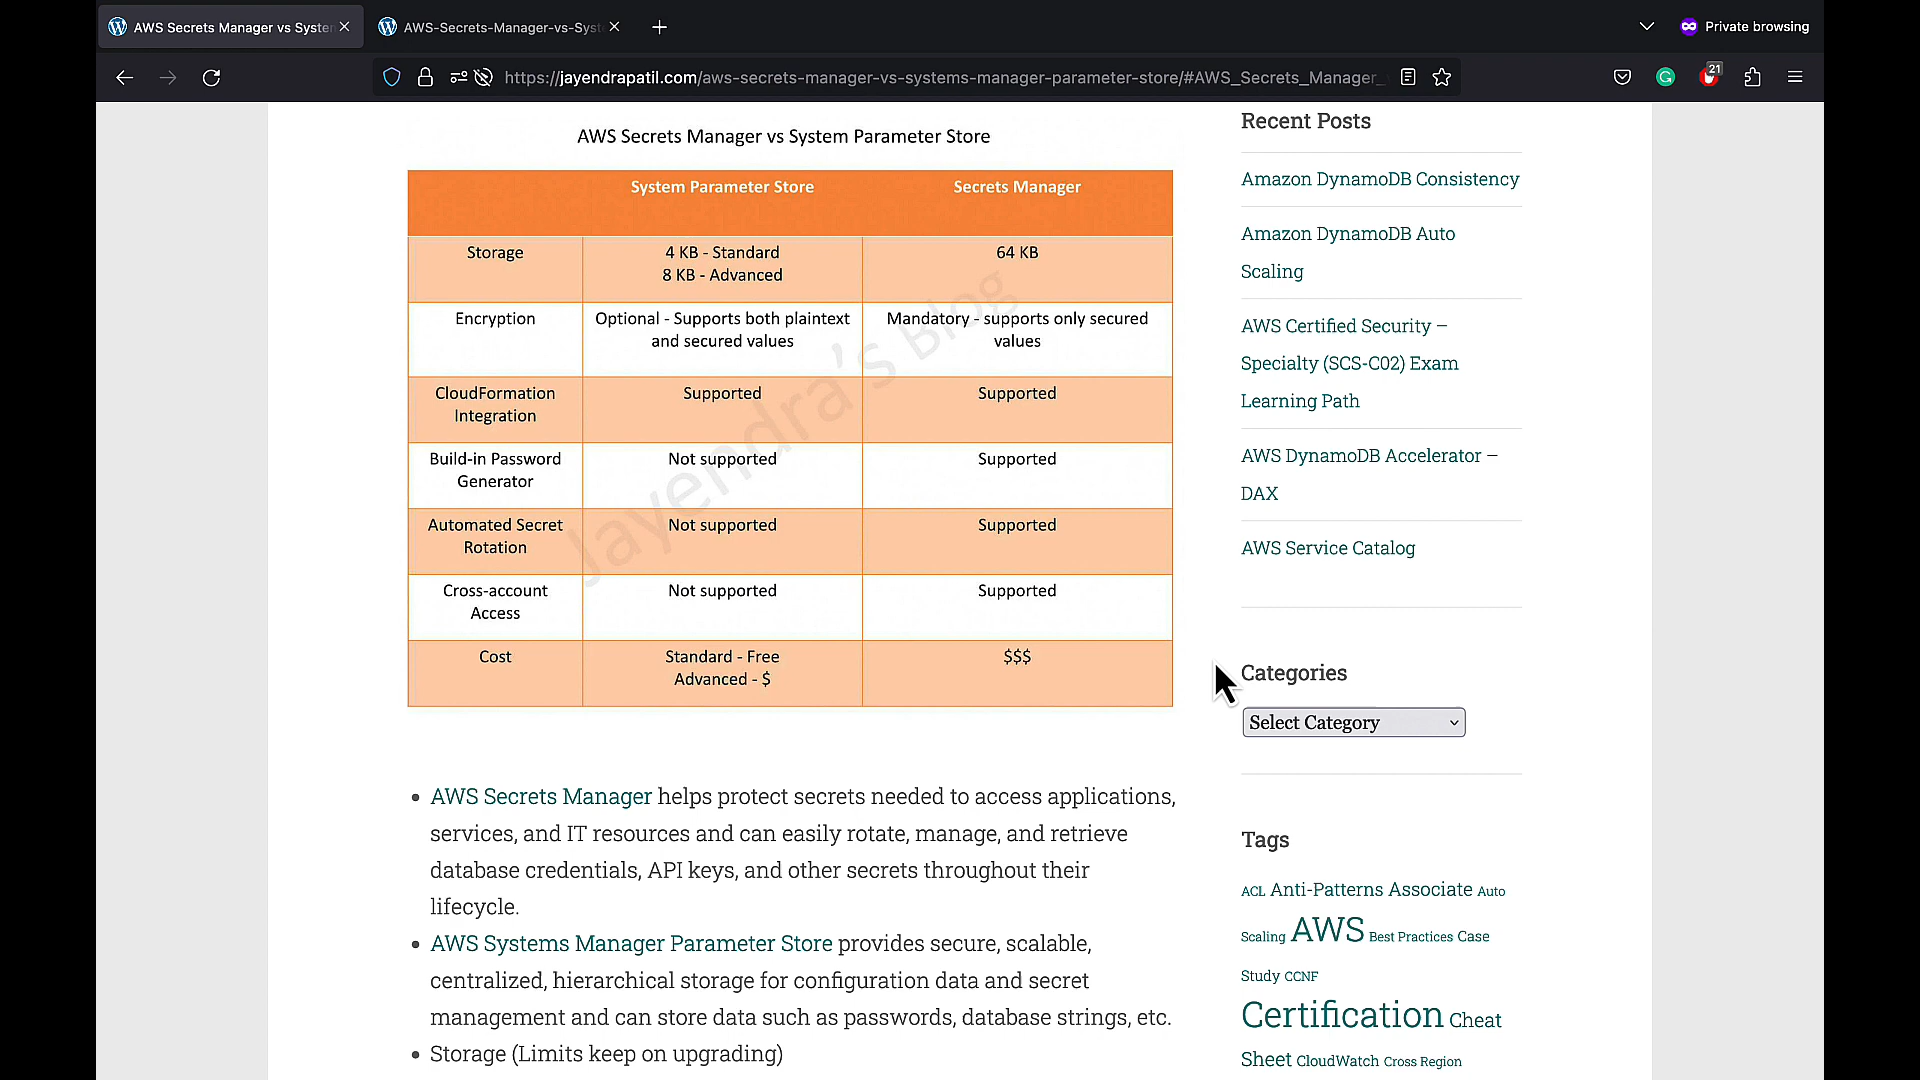 AWS Secrets Manager vs System
AWS-Secrets-Manager-vs-Syst
Private browsing
https://jayendrapatil.com/aws-secrets-manager-vs-systems-manager-parameter-store/#AWS_Secrets_Manager_
21
AWS Secrets Manager vs System Parameter Store
System Parameter Store Secrets Manager
Storage
4 KB - Standard
8 KB - Advanced
64 KB
Encryption
Optional - Supports both plaintext
and secured values
Mandatory - supports only secured
values
CloudFormation
Integration
Supported
Supported
Build-in Password
Generator
Not supported
Supported
Automated Secret
Rotation
Not supported
Supported
Cross-account
Access
Not supported
Supported
Cost
Standard - Free
Advanced - $
$$$
Jayendra's Blog
AWS Secrets Manager helps protect secrets needed to access applications,
services, and IT resources and can easily rotate, manage, and retrieve
database credentials, API keys, and other secrets throughout their
lifecycle.
AWS Systems Manager Parameter Store provides secure, scalable,
centralized, hierarchical storage for configuration data and secret
management and can store data such as passwords, database strings, etc.
Storage (Limits keep on upgrading)
Recent Posts
Amazon DynamoDB Consistency
Amazon DynamoDB Auto
Scaling
AWS Certified Security –
Specialty (SCS-C02) Exam
Learning Path
AWS DynamoDB Accelerator –
DAX
AWS Service Catalog
Categories
Select Category
Tags
ACL Anti-Patterns Associate Auto
Scaling AWS Best Practices Case
Study CCNF
Certification Cheat
Sheet CloudWatch Cross Region